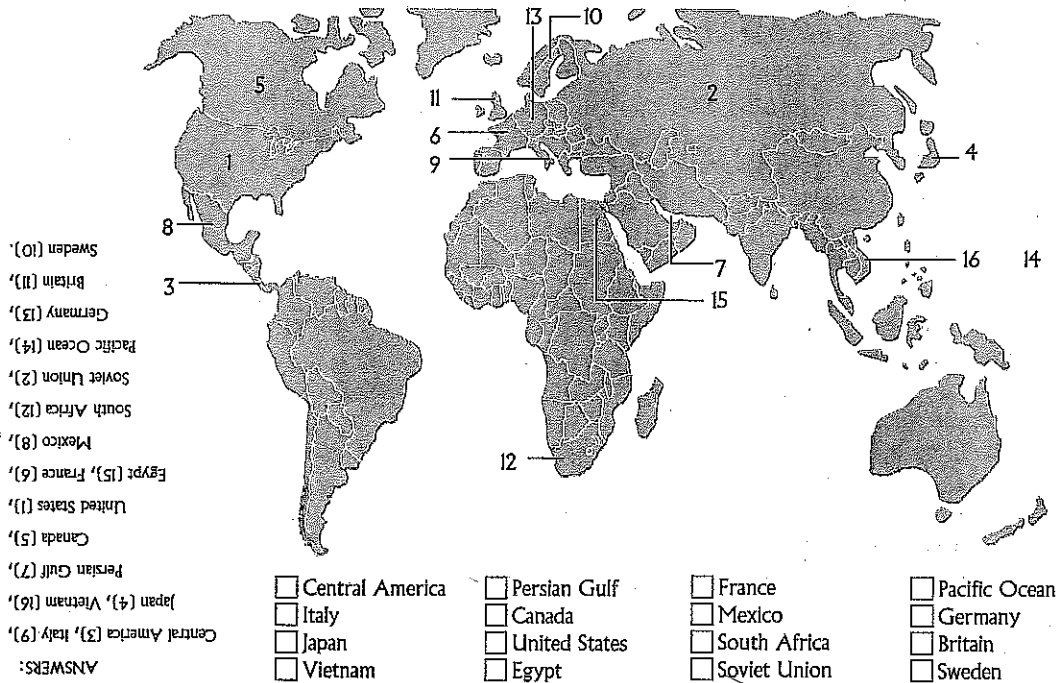 13
10
5
11
2
6
1
4
9
8
7
16
14
3
15
12
Central America
Italy
Japan
Vietnam
Persian Gulf
Canada
United States
Egypt
France
Mexico
South Africa
Soviet Union
Pacific Ocean
Germany
Britain
Sweden
ANSWERS:
Central America (3), Italy (9),
Japan (4), Vietnam (16),
Persian Gulf (7),
Canada (5),
United States (1),
Egypt (15), France (6),
Mexico (8),
South Africa (12),
Soviet Union (2),
Pacific Ocean (14),
Germany (13),
Britain (11),
Sweden (10).